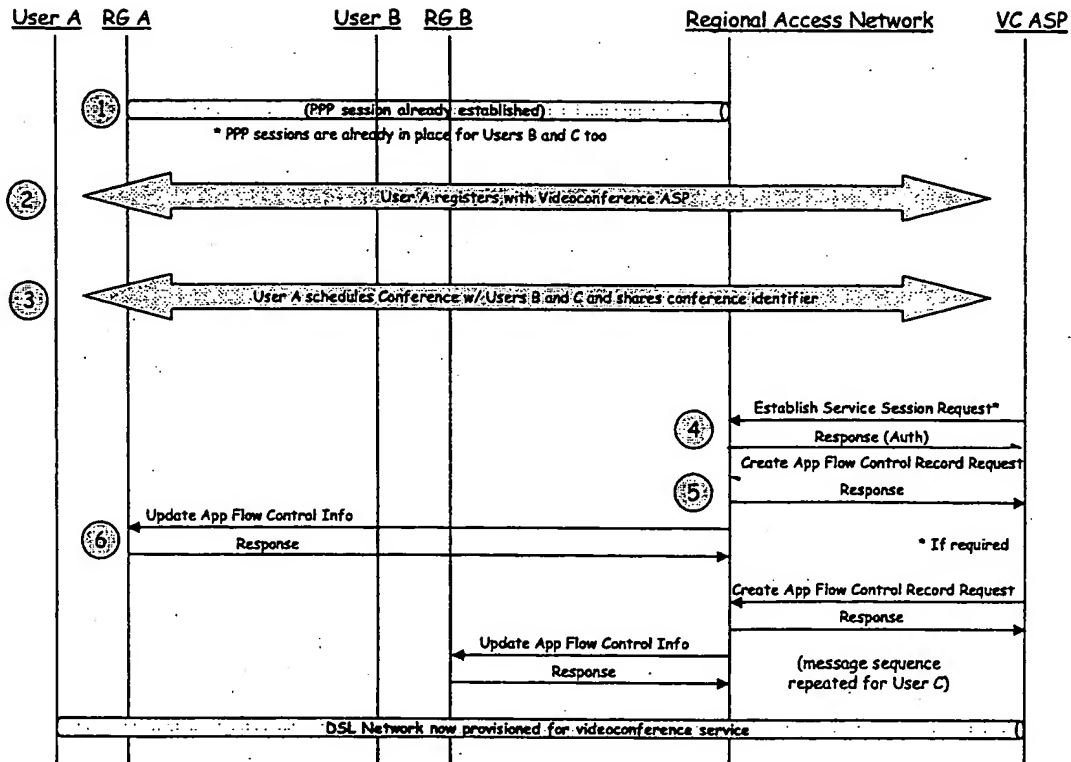 User A RG A User B RG B Regional Access Network VC ASP
1
(PPP session already established)
* PPP sessions are already in place for Users B and C too
2
User A registers with Videoconference ASP
3
User A schedules Conference w/ Users B and C and shares conference identifier
Establish Service Session Request*
4
Response (Auth)
Create App Flow Control Record Request
5
Response
Update App Flow Control Info
6
Response
* If required
Create App Flow Control Record Request
Response
Update App Flow Control Info
Response
(message sequence
repeated for User C)
DSL Network now provisioned for videoconference service